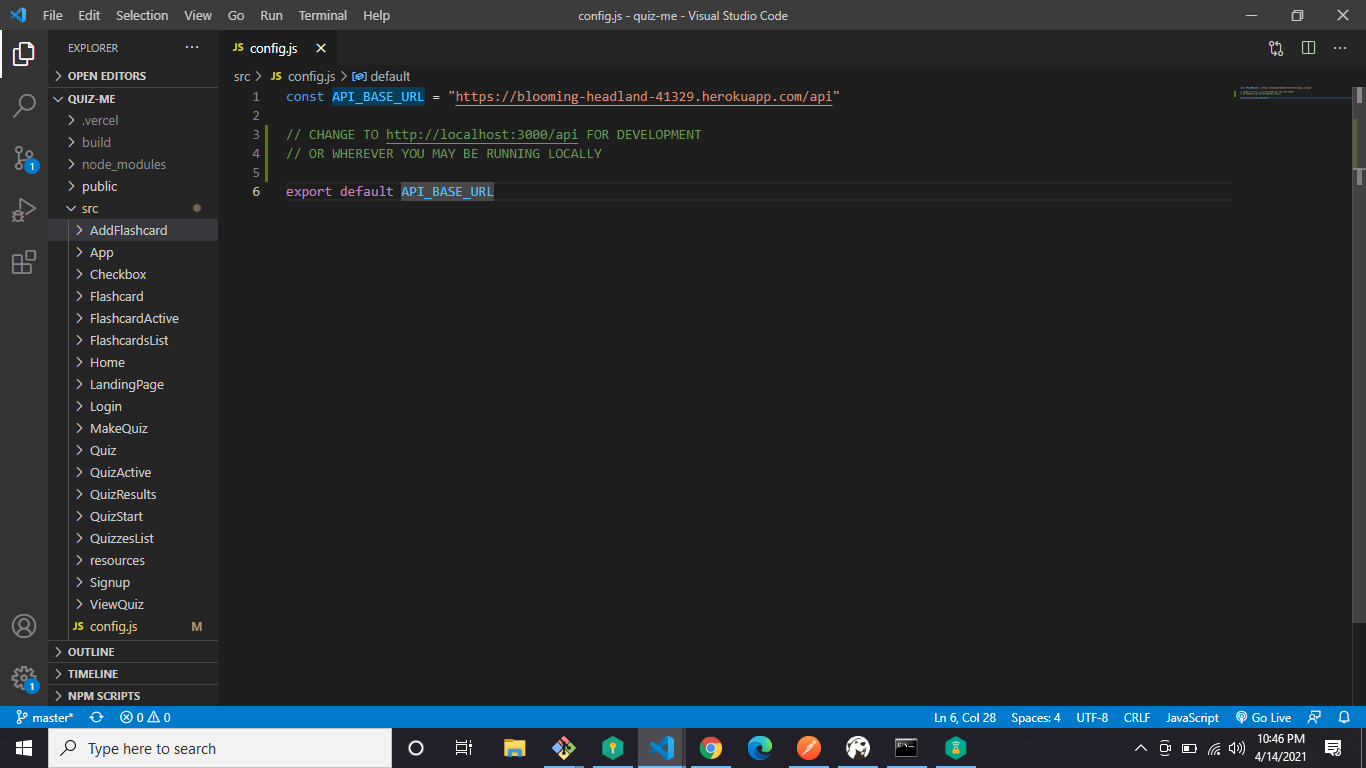 File Edit Selection View Go Run Terminal Help
config.js - quiz-me - Visual Studio Code
EXPLORER
OPEN EDITORS
QUIZ-ME
.vercel
build
node_modules
public
src
AddFlashcard
App
Checkbox
Flashcard
FlashcardActive
FlashcardsList
Home
LandingPage
Login
MakeQuiz
Quiz
QuizActive
QuizResults
QuizStart
QuizzesList
resources
Signup
ViewQuiz
JS config.js M
OUTLINE
TIMELINE
NPM SCRIPTS
1
1
JS config.js
src > JS config.js > default
1 const API_BASE_URL = "https://blooming-headland-41329.herokuapp.com/api"
2
3 // CHANGE TO http://localhost:3000/api FOR DEVELOPMENT
4 // OR WHEREVER YOU MAY BE RUNNING LOCALLY
5
6 export default API_BASE_URL
master* 0 0 Ln 6, Col 28 Spaces: 4 UTF-8 CRLF JavaScript Go Live
Type here to search
10:46 PM
4/14/2021